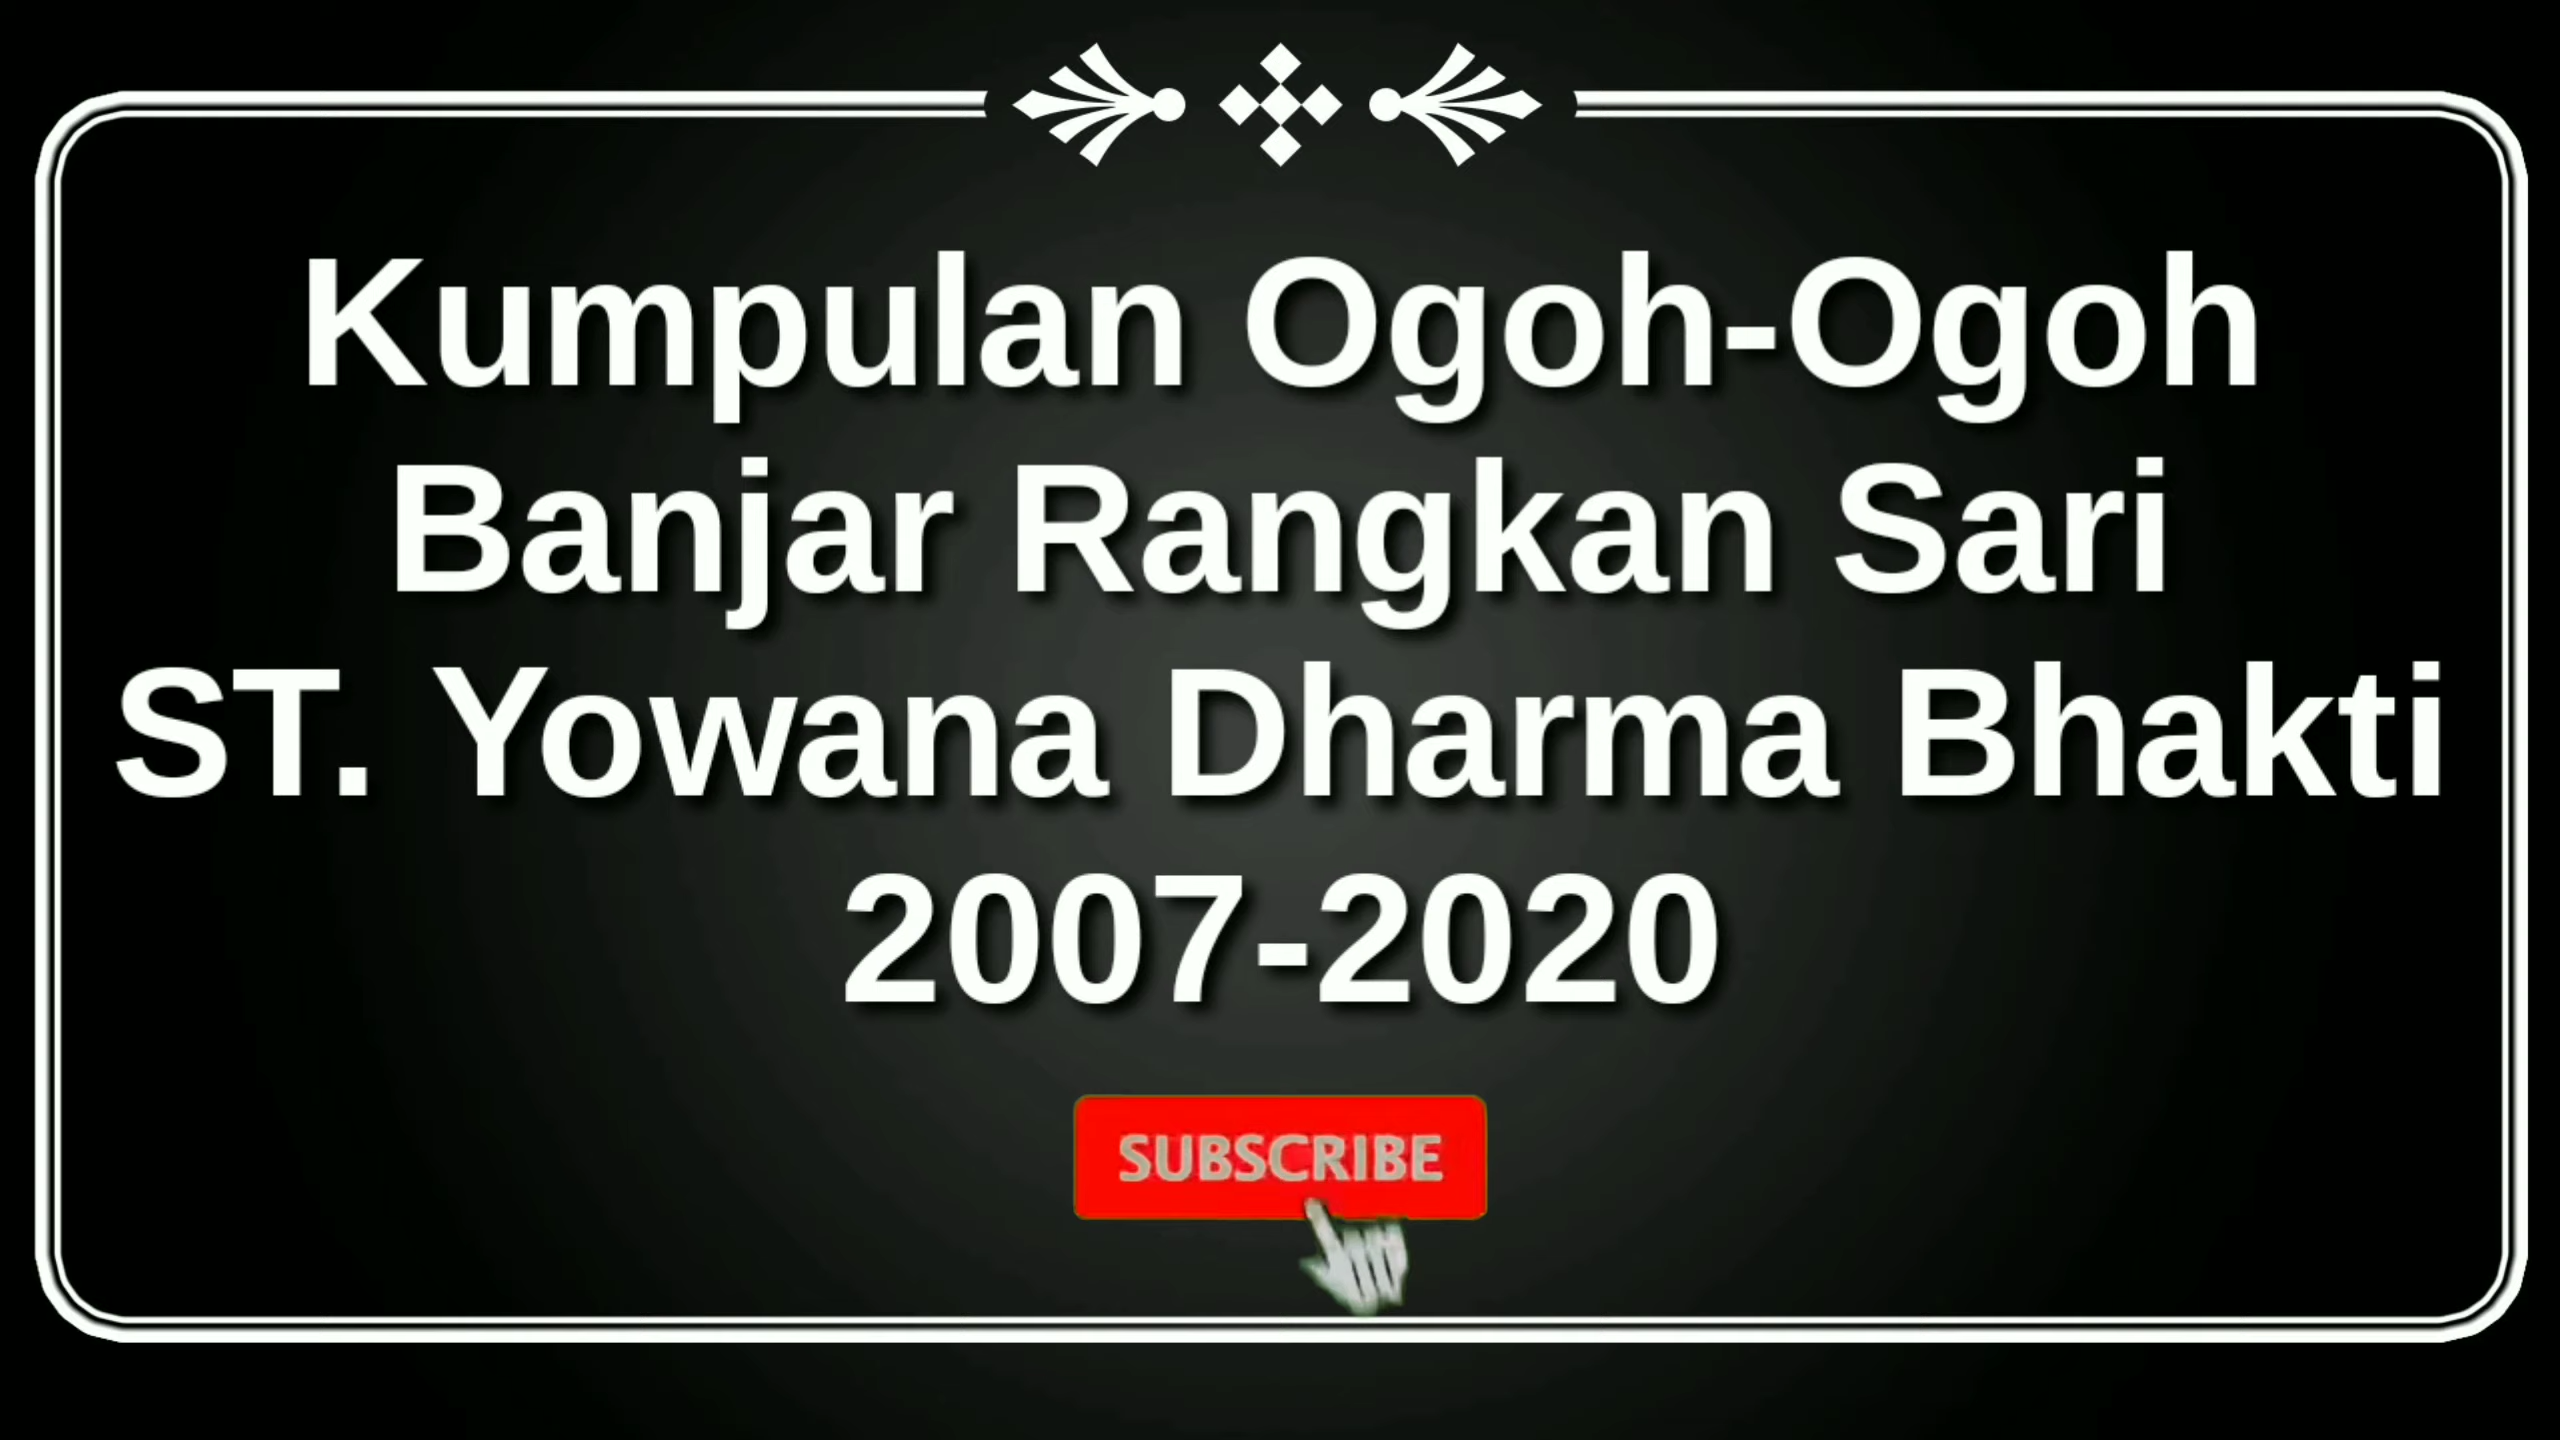 Kumpulan Ogoh-Ogoh
Banjar Rangkan Sari
ST. Yowana Dharma Bhakti
2007-2020
SUBSCRIBE